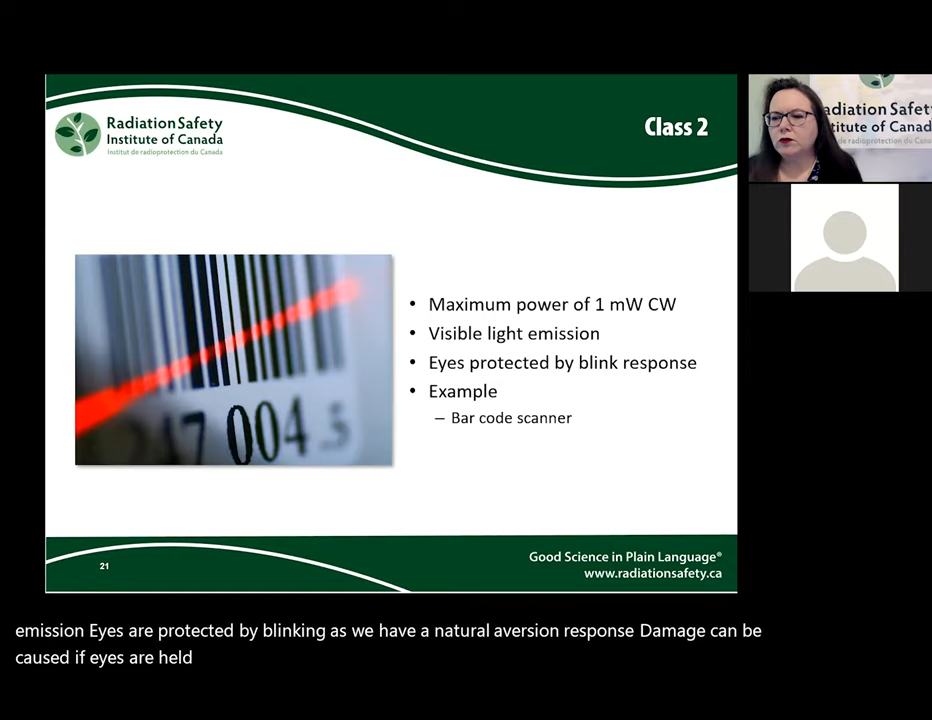 Radiation Safety
Institute of Canada
Institut de radioprotection du Canada
Class 2
adiation Safety
titute of Canad
de radioprotection du Cana
7 004 5
• Maximum power of 1 mW CW
• Visible light emission
• Eyes protected by blink response
• Example
– Bar code scanner
Good Science in Plain Language®
www.radiationsafety.ca
21
emission Eyes are protected by blinking as we have a natural aversion response Damage can be
caused if eyes are held